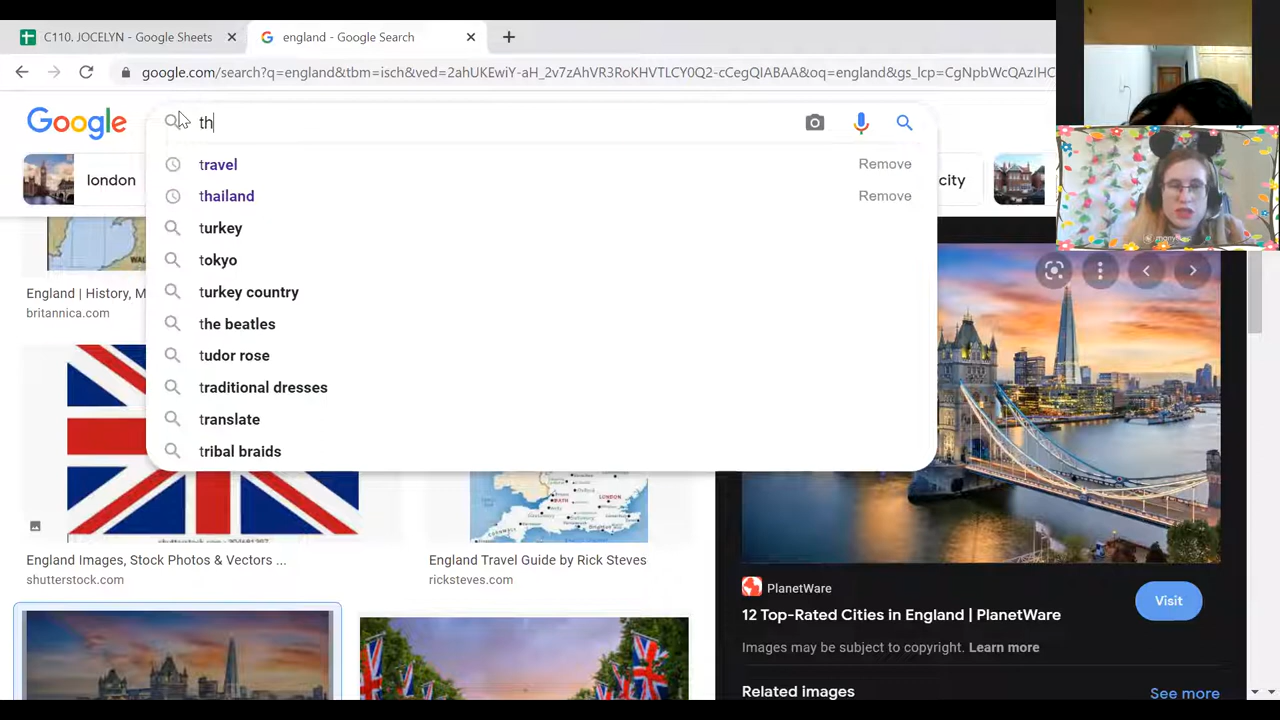 C110. JOCELYN - Google Sheets
england - Google Search
google.com/search?q=england&tbm=isch&ved=2ahUKEwiY-aH_2v7zAhVR3RoKHVTLCY0Q2-cCegQIABAA&oq=england&gs_lcp=CgNpbWcQAzIHC
Google
th
travel
Remove
thailand
Remove
turkey
tokyo
turkey country
the beatles
tudor rose
traditional dresses
translate
tribal braids
london
city
England | History, M
britannica.com
England Images, Stock Photos & Vectors ...
shutterstock.com
England Travel Guide by Rick Steves
ricksteves.com
PlanetWare
Visit
12 Top-Rated Cities in England | PlanetWare
Images may be subject to copyright. Learn more
Related images
See more